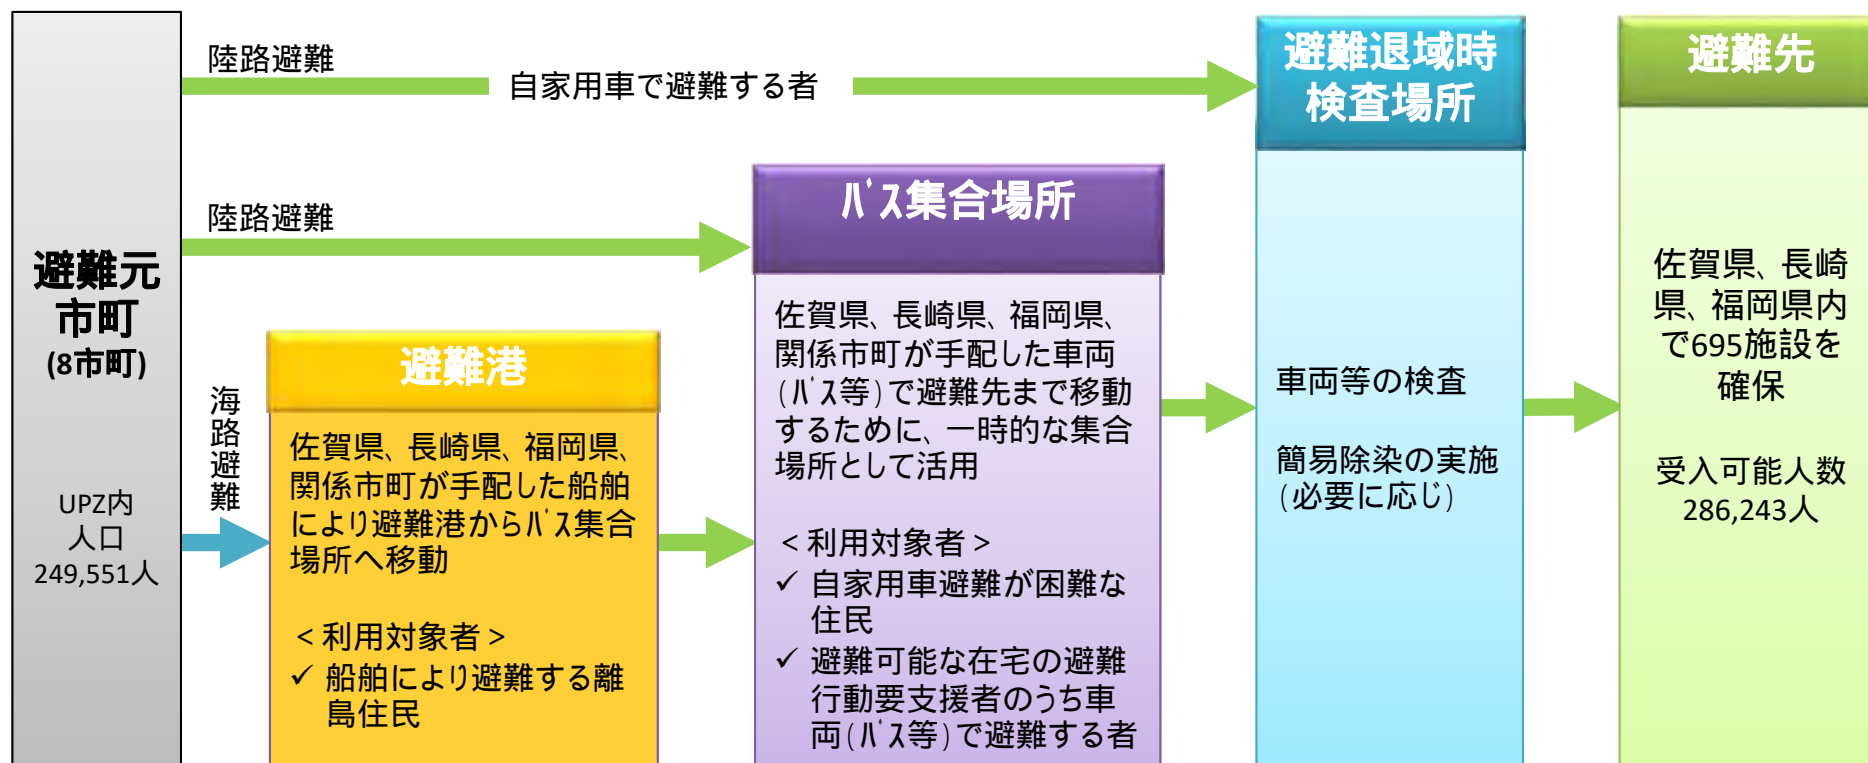 避難元
市町
(8市町)
UPZ内
人口
249,551人
陸路避難
自家用車で避難する者
陸路避難
海路避難
避難港
佐賀県、長崎県、福岡県、
関係市町が手配した船舶
により避難港からﾊﾞｽ集合
場所へ移動
＜利用対象者＞
✓ 船舶により避難する離
島住民
ﾊﾞｽ集合場所
佐賀県、長崎県、福岡県、
関係市町が手配した車両
(ﾊﾞｽ等)で避難先まで移動
するために、一時的な集合
場所として活用
＜利用対象者＞
✓ 自家用車避難が困難な
住民
✓ 避難可能な在宅の避難
行動要支援者のうち車
両(ﾊﾞｽ等)で避難する者
避難退域時
検査場所
車両等の検査
簡易除染の実施
(必要に応じ)
避難先
佐賀県、長崎
県、福岡県内
で695施設を
確保
受入可能人数
286,243人